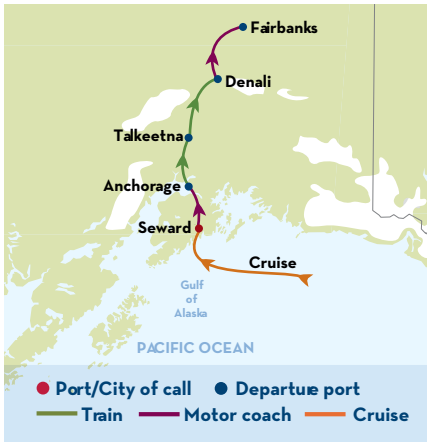 Fairbanks
Denali
Talkeetna
Anchorage
Seward
Cruise
Gulf
of
Alaska
PACIFIC OCEAN
Port/City of call
Departure port
Train
Motor coach
Cruise